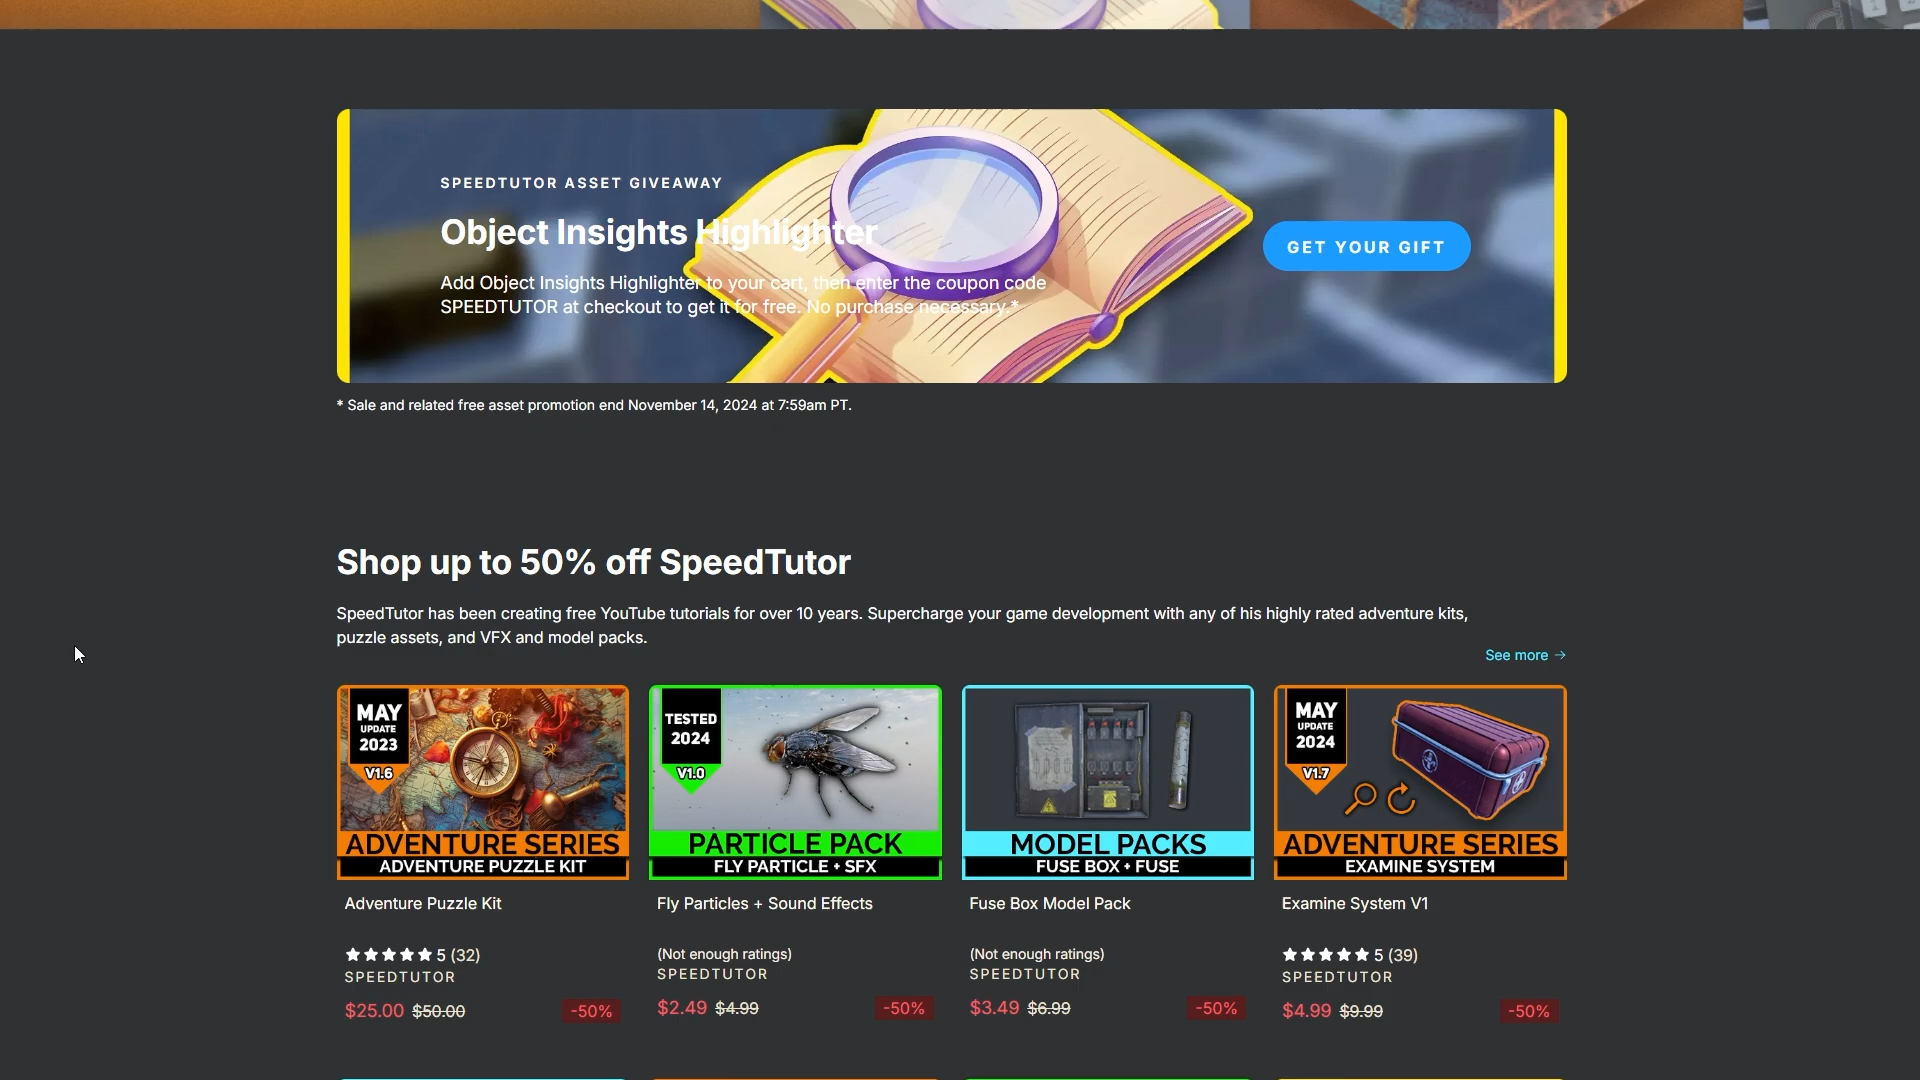 SPEEDTUTOR ASSET GIVEAWAY
Object Insights Highlighter
Add Object Insights Highlighter to your cart, then enter the coupon code
SPEEDTUTOR at checkout to get it for free. No purchase necessary.*
GET YOUR GIFT
* Sale and related free asset promotion end November 14, 2024 at 7:59am PT.
Shop up to 50% off SpeedTutor
SpeedTutor has been creating free YouTube tutorials for over 10 years. Supercharge your game development with any of his highly rated adventure kits,
puzzle assets, and VFX and model packs.
See more →
MAY
UPDATE
2023
V1.6
ADVENTURE SERIES
ADVENTURE PUZZLE KIT
Adventure Puzzle Kit
5 (32)
SPEEDTUTOR
$25.00 $50.00 -50%
TESTED
2024
V1.0
PARTICLE PACK
FLY PARTICLE + SFX
Fly Particles + Sound Effects
(Not enough ratings)
SPEEDTUTOR
$2.49 $4.99 -50%
MODEL PACKS
FUSE BOX + FUSE
Fuse Box Model Pack
(Not enough ratings)
SPEEDTUTOR
$3.49 $6.99 -50%
MAY
UPDATE
2024
V1.7
ADVENTURE SERIES
EXAMINE SYSTEM
Examine System V1
5 (39)
SPEEDTUTOR
$4.99 $9.99 -50%